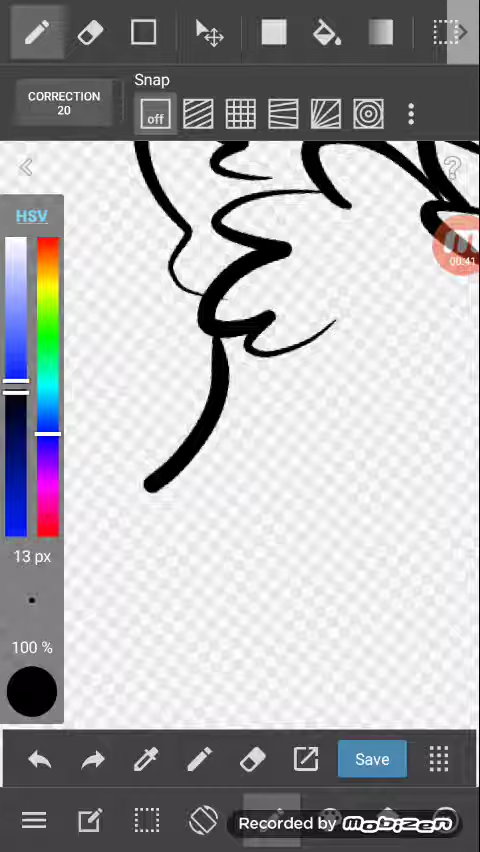 Snap
CORRECTION
20
off
?
00:41
HSV
13 px
100 %
Save
Recorded by MOBIZEN